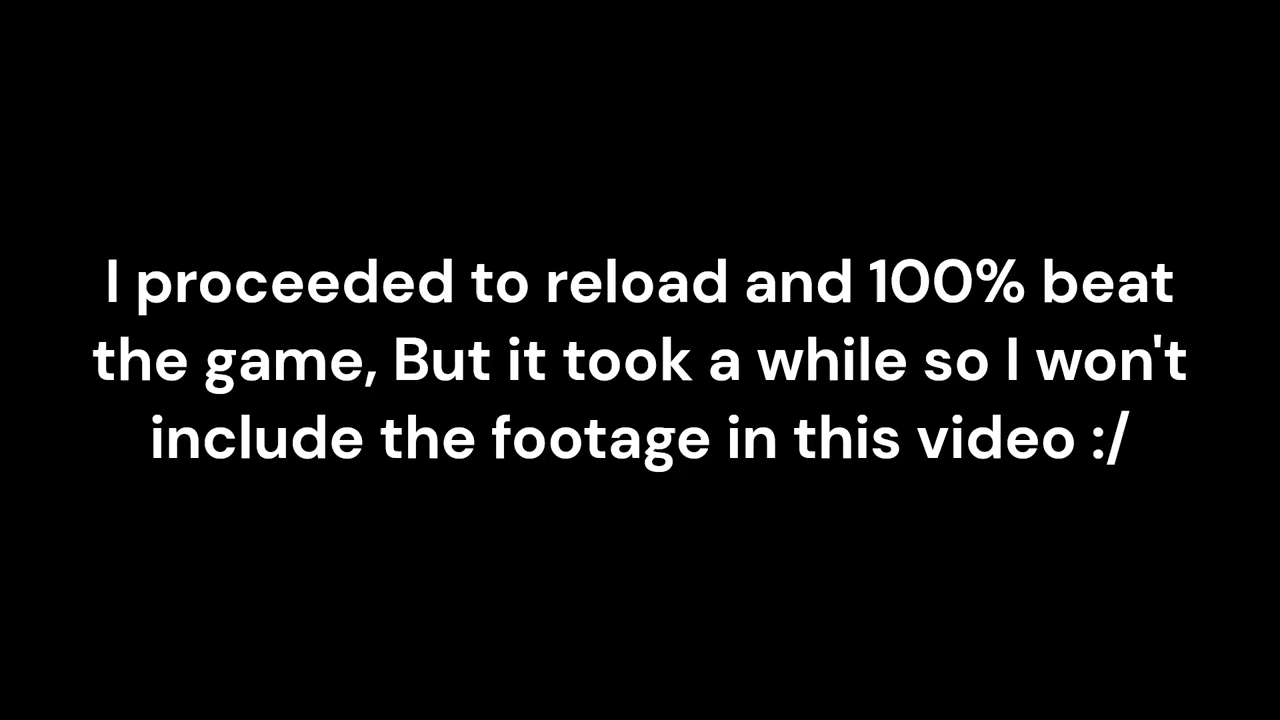 I proceeded to reload and 100% beat
the game, But it took a while so I won't
include the footage in this video :/